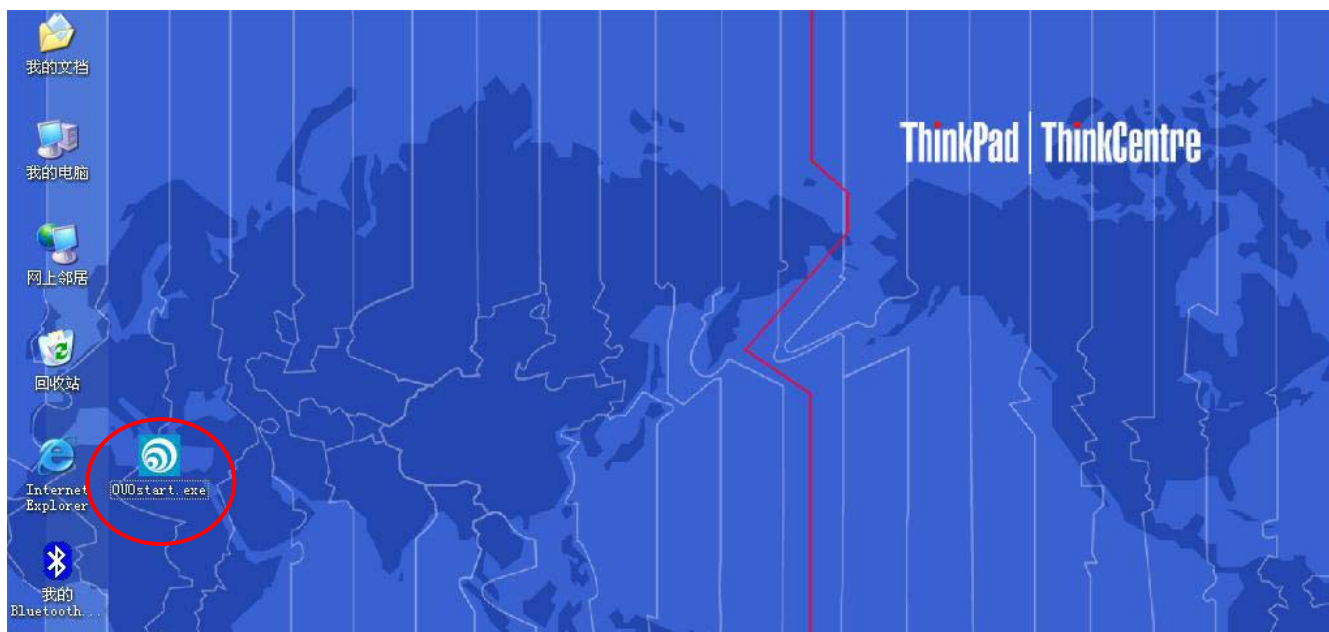 我的文档
ThinkPad | ThinkCentre
我的电脑
网上邻居
回收站
Internet
Explorer
OVOstart.exe
我的
Bluetooth...